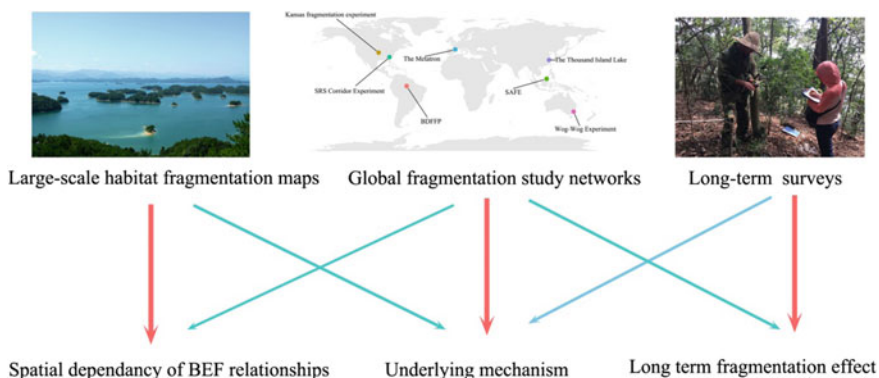 Kansas fragmentation experiment
The Metatron
The Thousand Island Lake
SRS Corridor Experiment
SAFE
BDFFP
Wog-Wog Experiment
Large-scale habitat fragmentation maps
Global fragmentation study networks
Long-term surveys
Spatial dependancy of BEF relationships
Underlying mechanism
Long term fragmentation effect